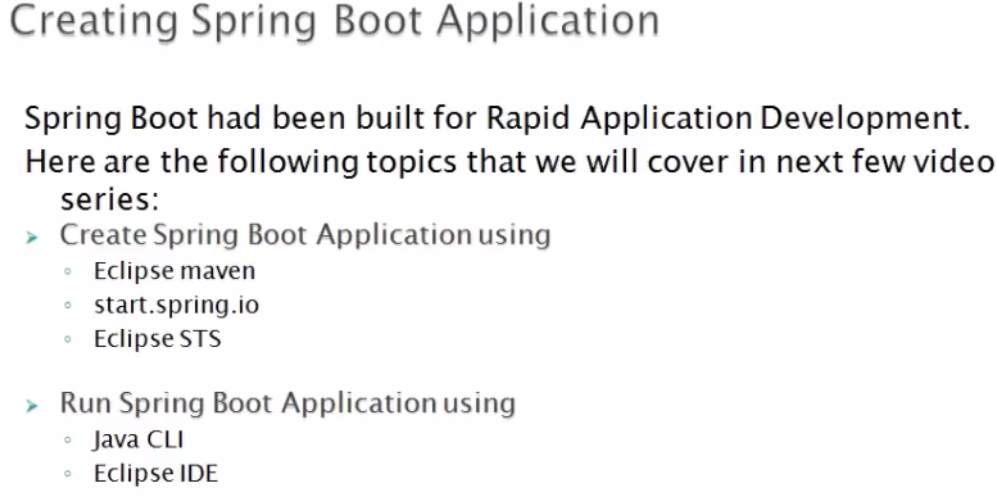 Creating Spring Boot Application
Spring Boot had been built for Rapid Application Development.
Here are the following topics that we will cover in next few video
series:
Create Spring Boot Application using
Eclipse maven
start.spring.io
Eclipse STS
Run Spring Boot Application using
Java CLI
Eclipse IDE